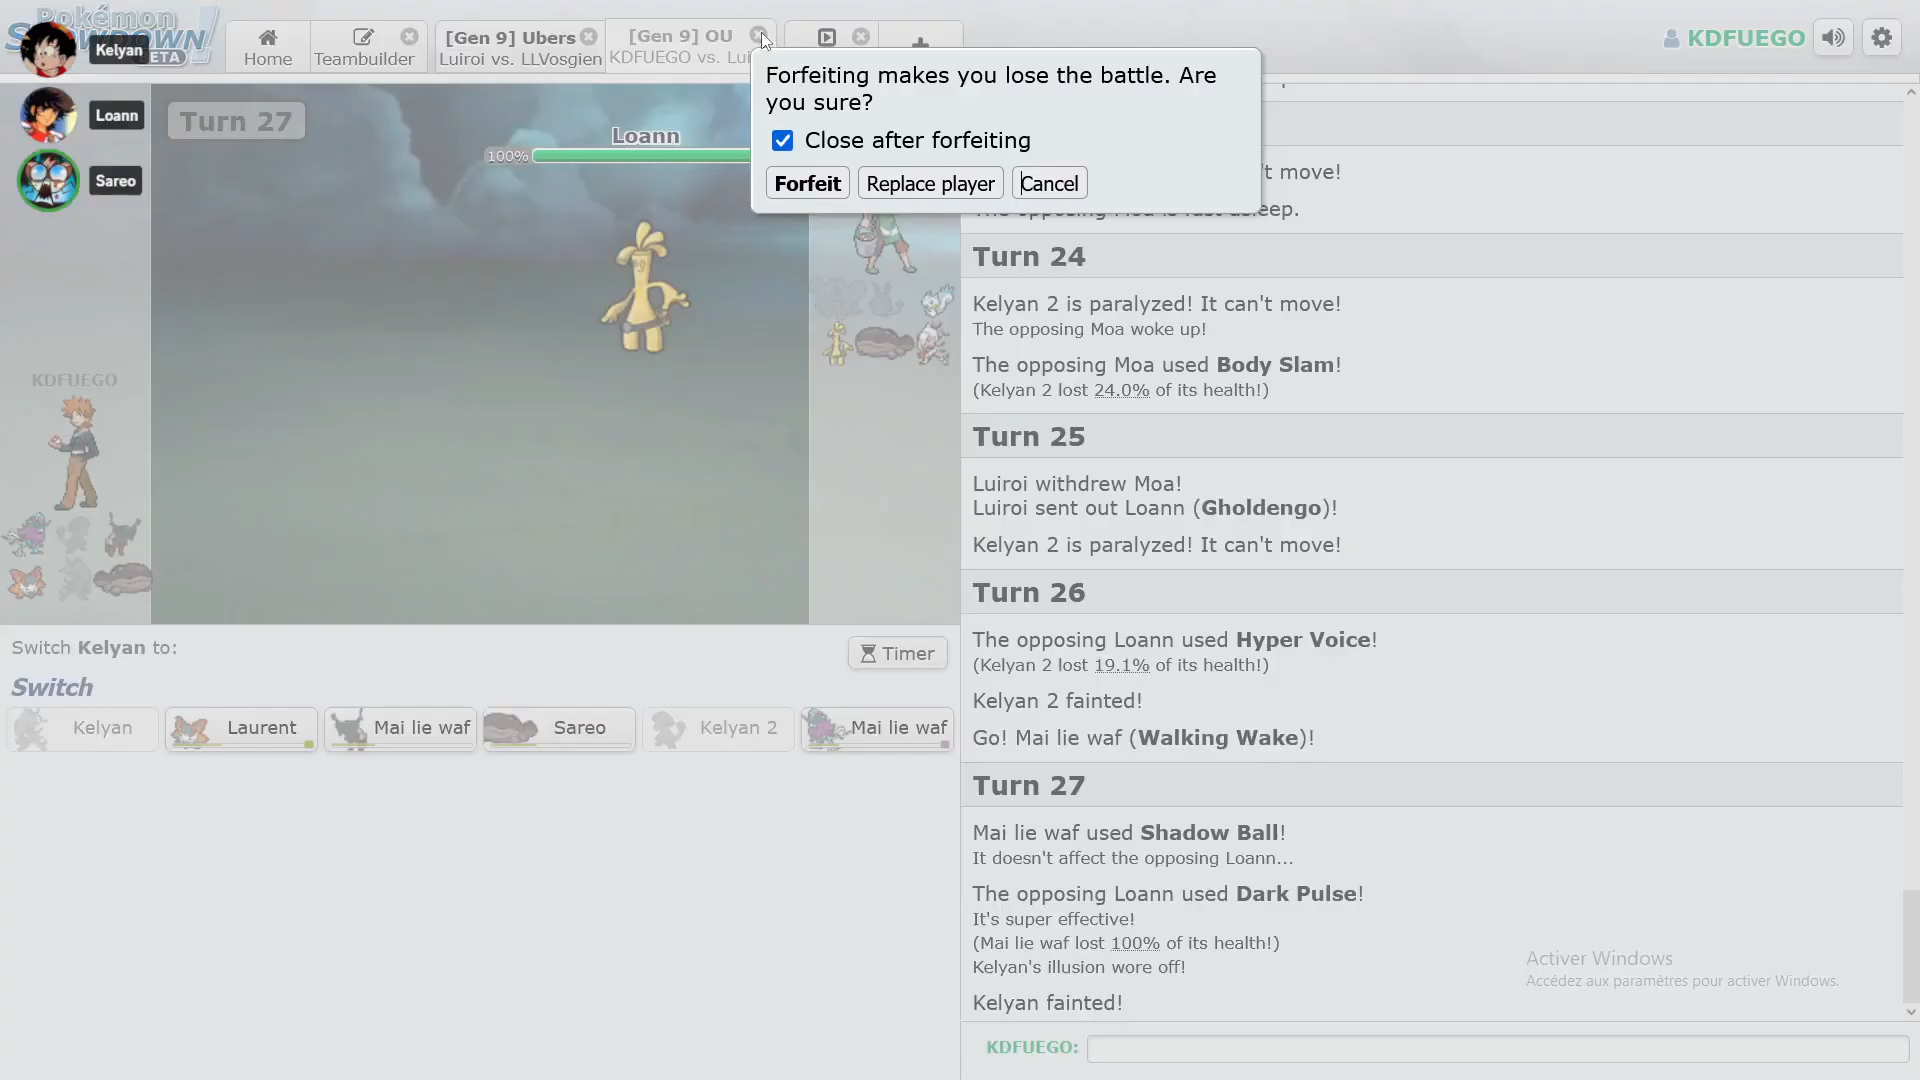 Pokémon
SHOWDOWN
BETA
Kelyan
Loann
Sareo
Home
Teambuilder
[Gen 9] Ubers
Luiroi vs. LLVosgien
[Gen 9] OU
KDFUEGO vs. Lui
KDFUEGO
Forfeiting makes you lose the battle. Are
you sure?
Close after forfeiting
Forfeit
Replace player
Cancel
Turn 27
Loann
100%
KDFUEGO
Switch Kelyan to:
Timer
Switch
Kelyan
Laurent
Mai lie waf
Sareo
Kelyan 2
Mai lie waf
't move!
The opposing Moa is fast asleep.
Turn 24
Kelyan 2 is paralyzed! It can't move!
The opposing Moa woke up!
The opposing Moa used Body Slam!
(Kelyan 2 lost 24.0% of its health!)
Turn 25
Luiroi withdrew Moa!
Luiroi sent out Loann (Gholdengo)!
Kelyan 2 is paralyzed! It can't move!
Turn 26
The opposing Loann used Hyper Voice!
(Kelyan 2 lost 19.1% of its health!)
Kelyan 2 fainted!
Go! Mai lie waf (Walking Wake)!
Turn 27
Mai lie waf used Shadow Ball!
It doesn't affect the opposing Loann...
The opposing Loann used Dark Pulse!
It's super effective!
(Mai lie waf lost 100% of its health!)
Kelyan's illusion wore off!
Kelyan fainted!
Activer Windows
Accédez aux paramètres pour activer Windows.
KDFUEGO: